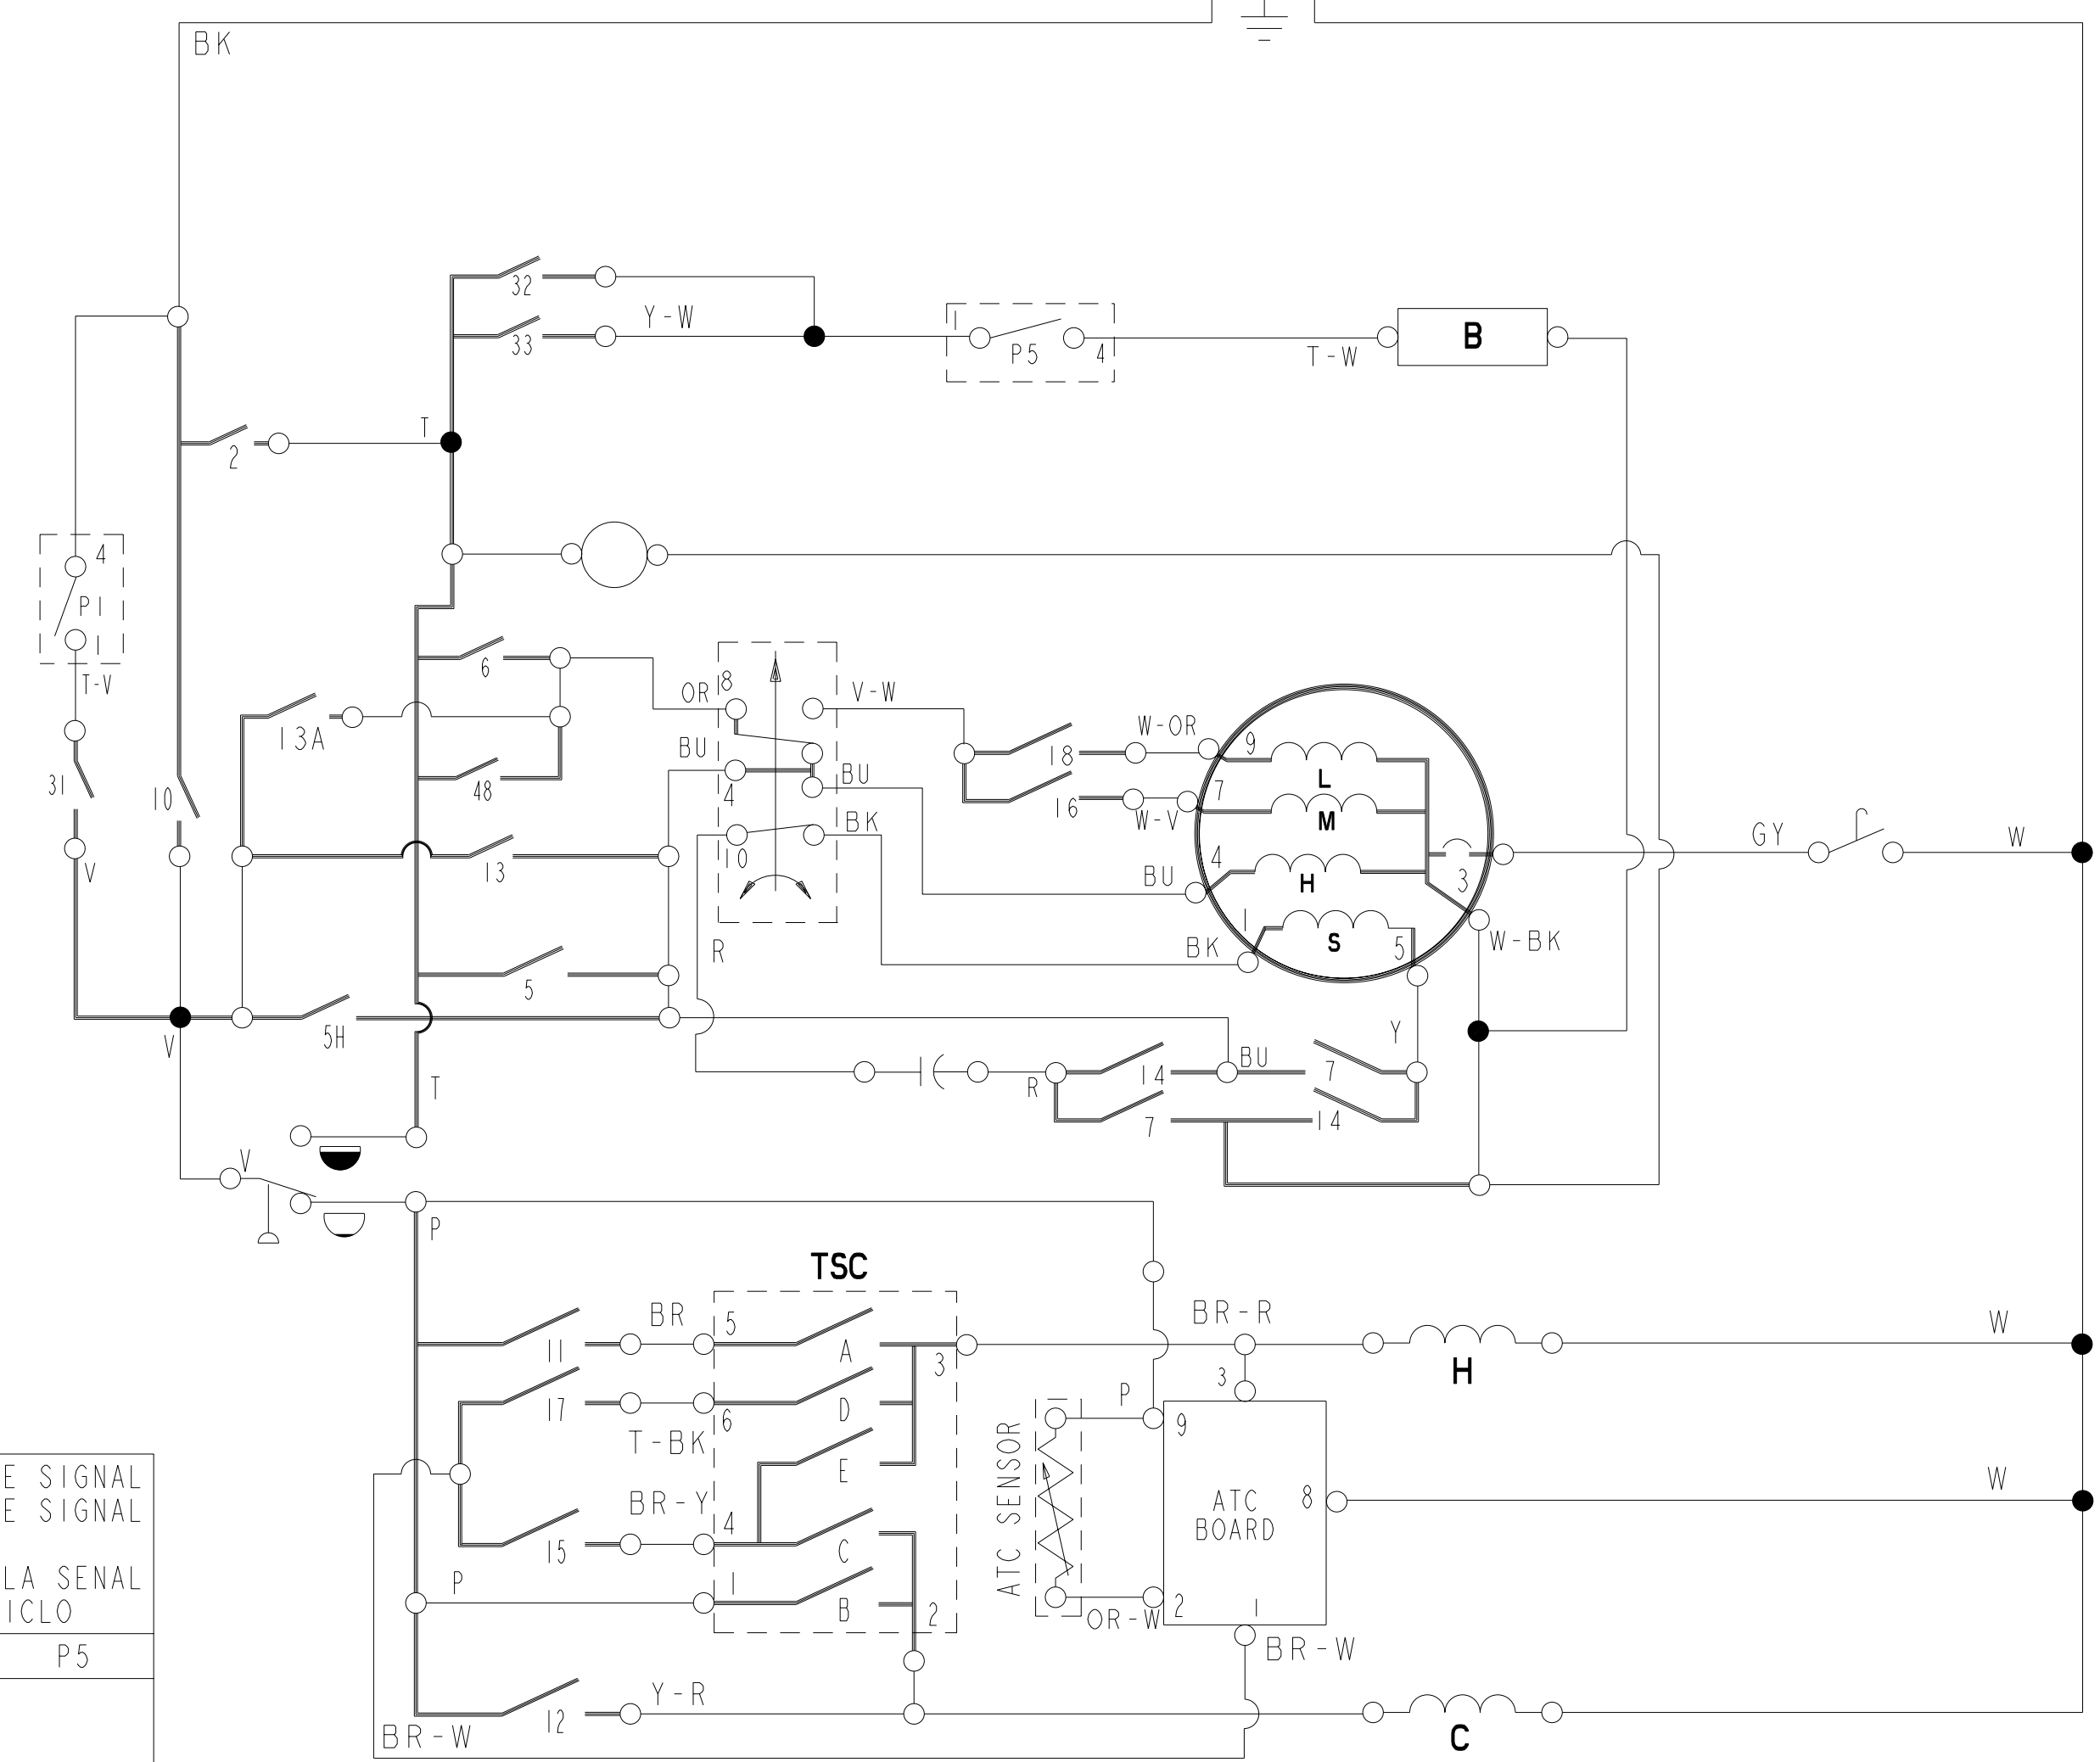 BK
32
Y-W
33
1
P5
4
T-W
B
T
2
4
P1
1
T-V
6
OR
8
V-W
13A
BU
BU
18
W-OR
9
L
31
10
48
4
16
W-V
7
M
BK
GY
W
V
13
10
BU
4
H
3
R
BK
1
S
5
W-BK
5
V
5H
T
Y
BU
14
7
R
7
14
V
P
TSC
BR
5
BR-R
W
11
A
3
H
17
6
D
3
P
9
T-BK
E
ATC SENSOR
W
E SIGNAL
E SIGNAL
BR-Y
4
ATC
BOARD
8
15
C
LA SENAL
ICLO
P
1
B
2
OR-W
2
1
P5
BR-W
Y-R
12
BR-W
C